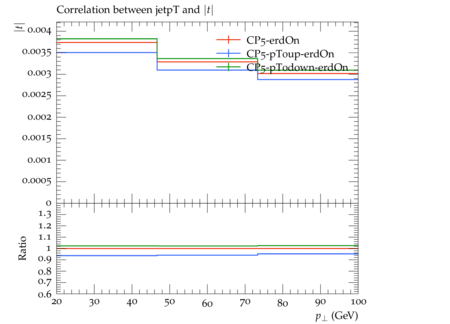 Correlation between jetpT and |t|
|t|
0.004
0.0035
0.003
0.0025
0.002
0.0015
0.001
0.0005
0
CP5-erdOn
CP5-pToup-erdOn
CP5-pTodown-erdOn
Ratio
1.3
1.2
1.1
1
0.9
0.8
0.7
0.6
20 30 40 50 60 70 80 90 100
p⊥ (GeV)